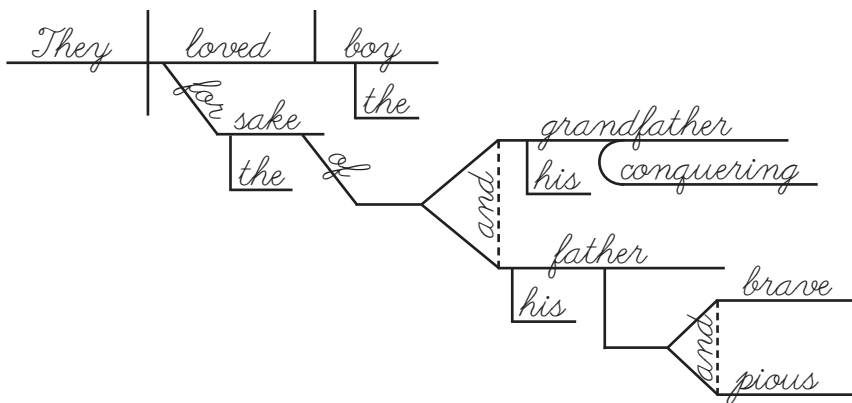 They loved boy
for
the
sake
the
of
and
grandfather
his
conquering
father
his
brave
and
pious